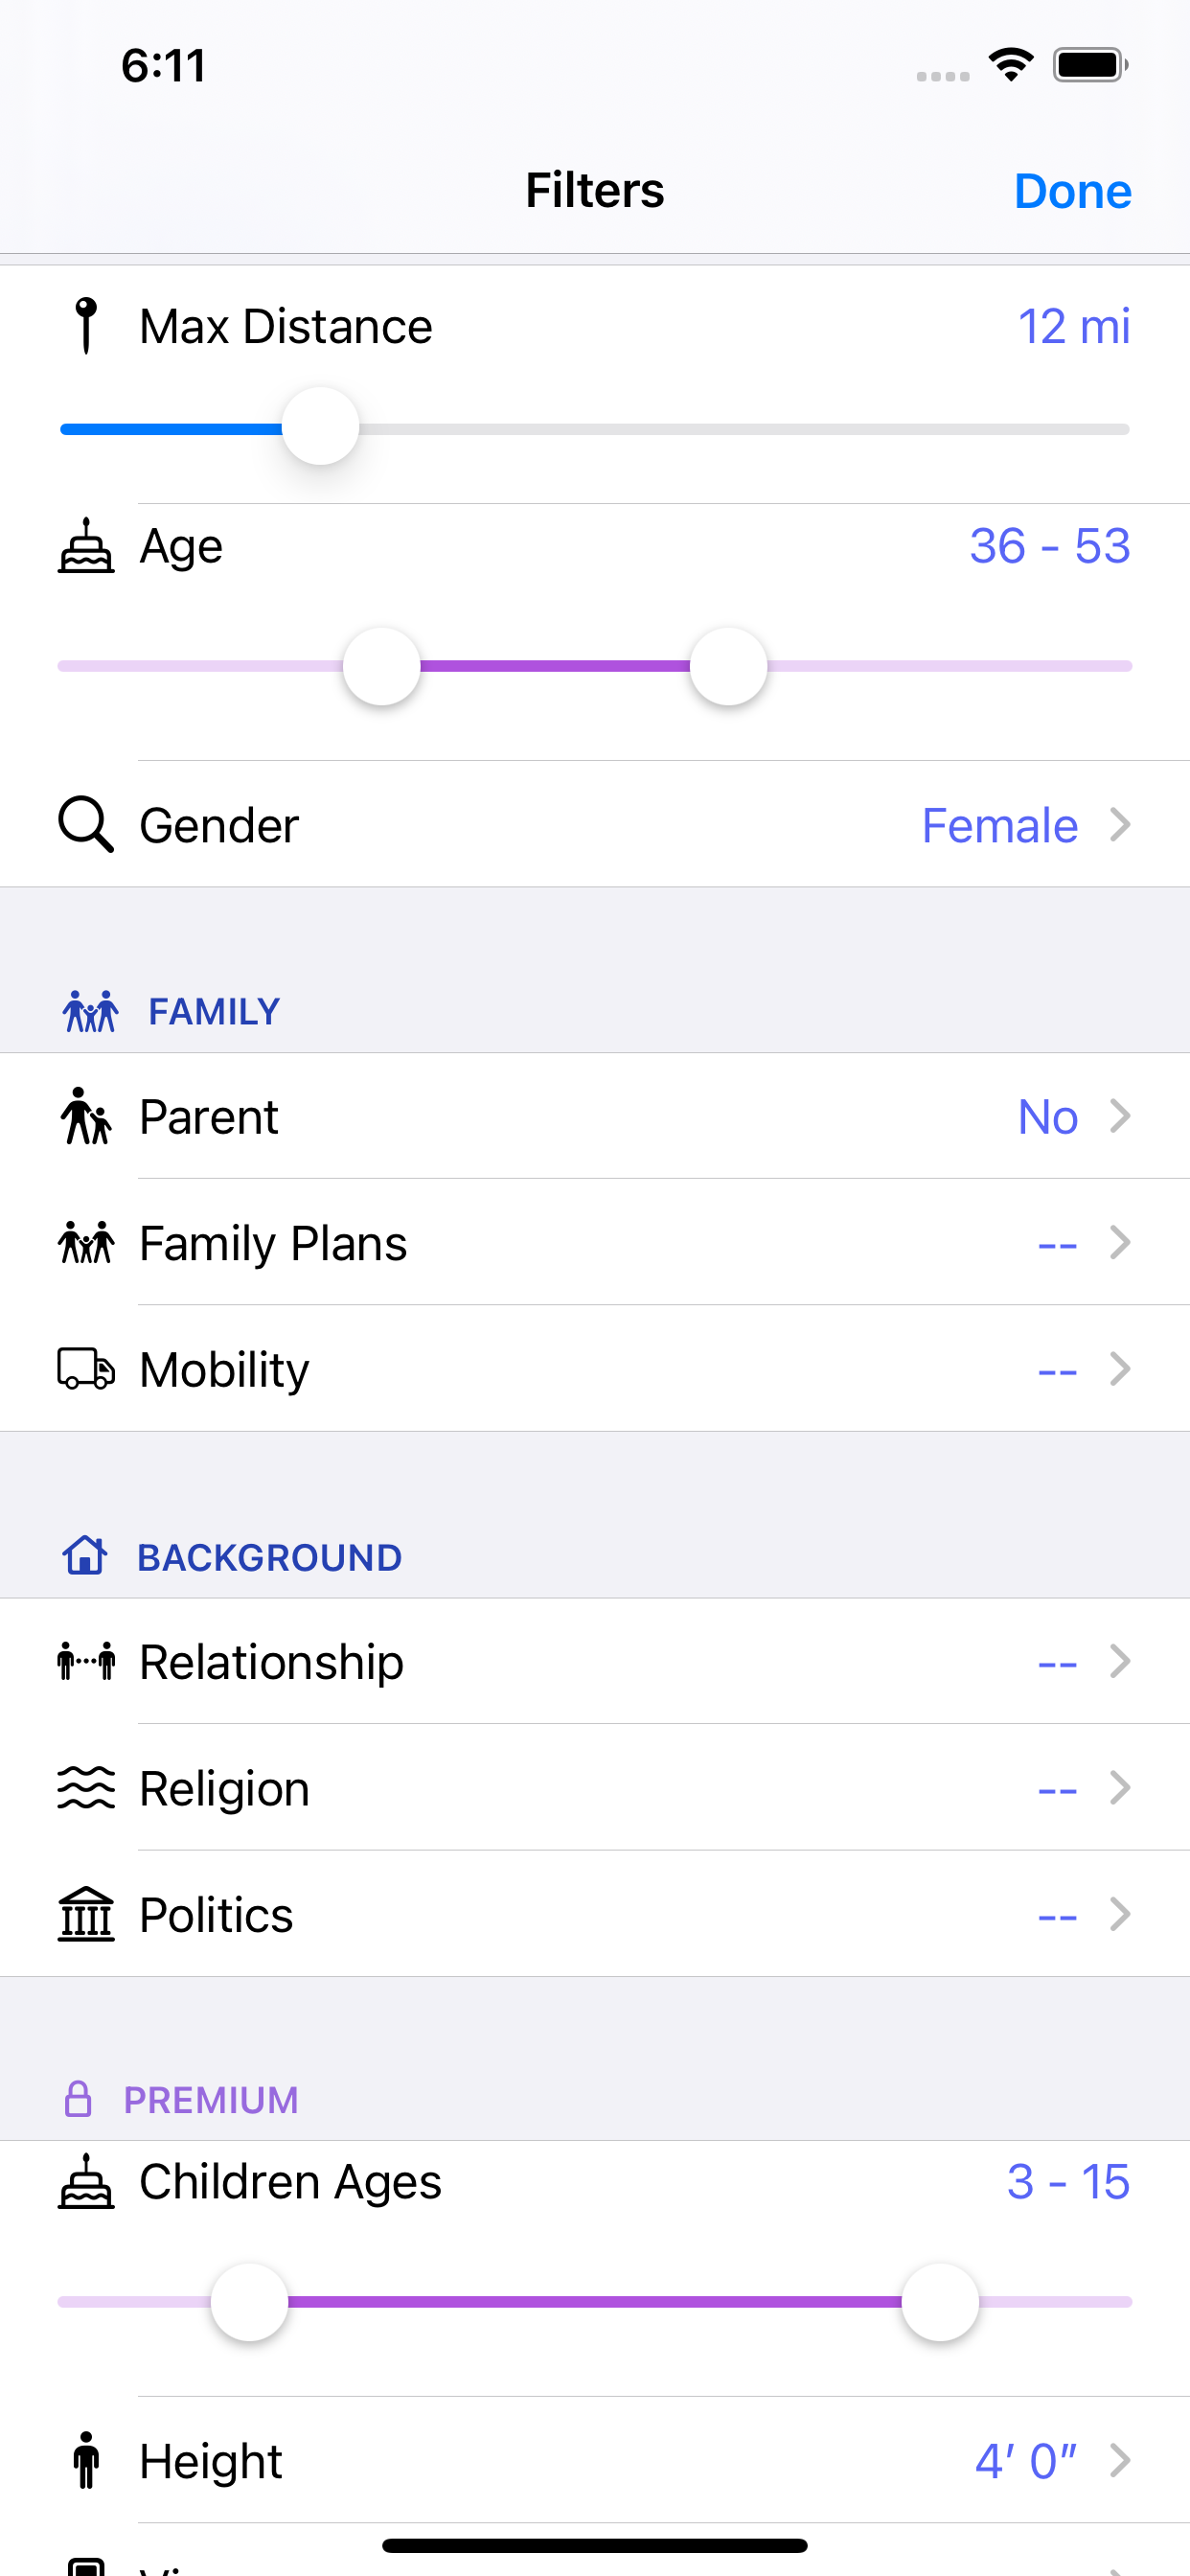 6:11
Filters
Done
Max Distance
12 mi
Age
36 - 53
Gender
Female
FAMILY
Parent
No
Family Plans
--
Mobility
--
BACKGROUND
Relationship
--
Religion
--
Politics
--
PREMIUM
Children Ages
3 - 15
Height
4′ 0″